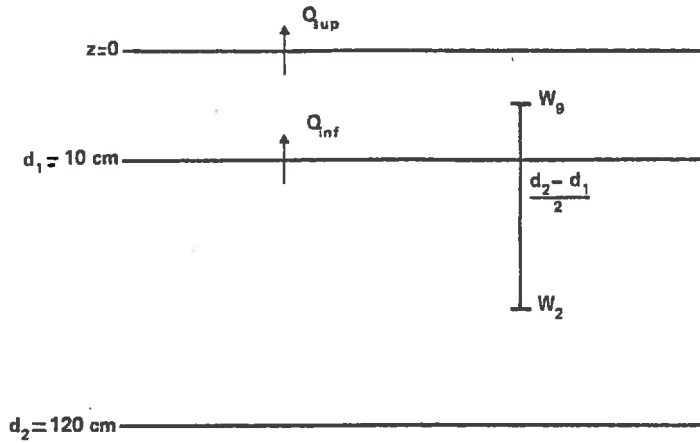 Q_sup
z=0
W_g
Q_inf
d_1 = 10 cm
d_2 - d_1
2
W_2
d_2 = 120 cm